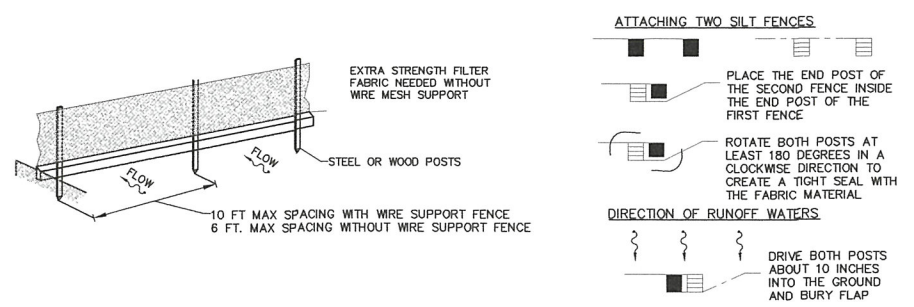 EXTRA STRENGTH FILTER
FABRIC NEEDED WITHOUT
WIRE MESH SUPPORT
FLOW
FLOW
STEEL OR WOOD POSTS
10 FT MAX SPACING WITH WIRE SUPPORT FENCE
6 FT. MAX SPACING WITHOUT WIRE SUPPORT FENCE
ATTACHING TWO SILT FENCES
PLACE THE END POST OF
THE SECOND FENCE INSIDE
THE END POST OF THE
FIRST FENCE
ROTATE BOTH POSTS AT
LEAST 180 DEGREES IN A
CLOCKWISE DIRECTION TO
CREATE A TIGHT SEAL WITH
THE FABRIC MATERIAL
DIRECTION OF RUNOFF WATERS
DRIVE BOTH POSTS
ABOUT 10 INCHES
INTO THE GROUND
AND BURY FLAP